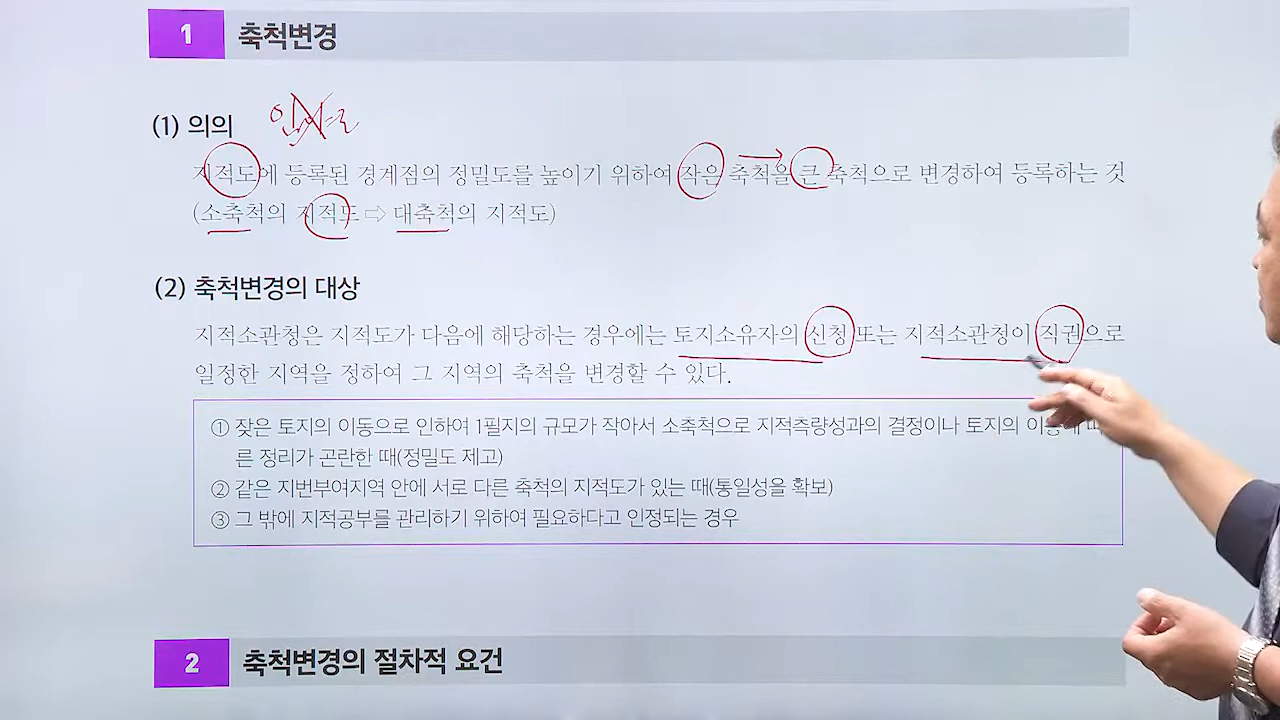 1 축척변경
(1) 의의
지적도에 등록된 경계점의 정밀도를 높이기 위하여 작은 축척을 큰 축척으로 변경하여 등록하는 것
(소축척의 지적도 ⇨ 대축척의 지적도)
(2) 축척변경의 대상
지적소관청은 지적도가 다음에 해당하는 경우에는 토지소유자의 신청 또는 지적소관청이 직권으로
일정한 지역을 정하여 그 지역의 축척을 변경할 수 있다.
① 잦은 토지의 이동으로 인하여 1필지의 규모가 작아서 소축척으로 지적측량성과의 결정이나 토지의
른 정리가 곤란한 때(정밀도 제고)
② 같은 지번부여지역 안에 서로 다른 축척의 지적도가 있는 때(통일성을 확보)
③ 그 밖에 지적공부를 관리하기 위하여 필요하다고 인정되는 경우
2 축척변경의 절차적 요건